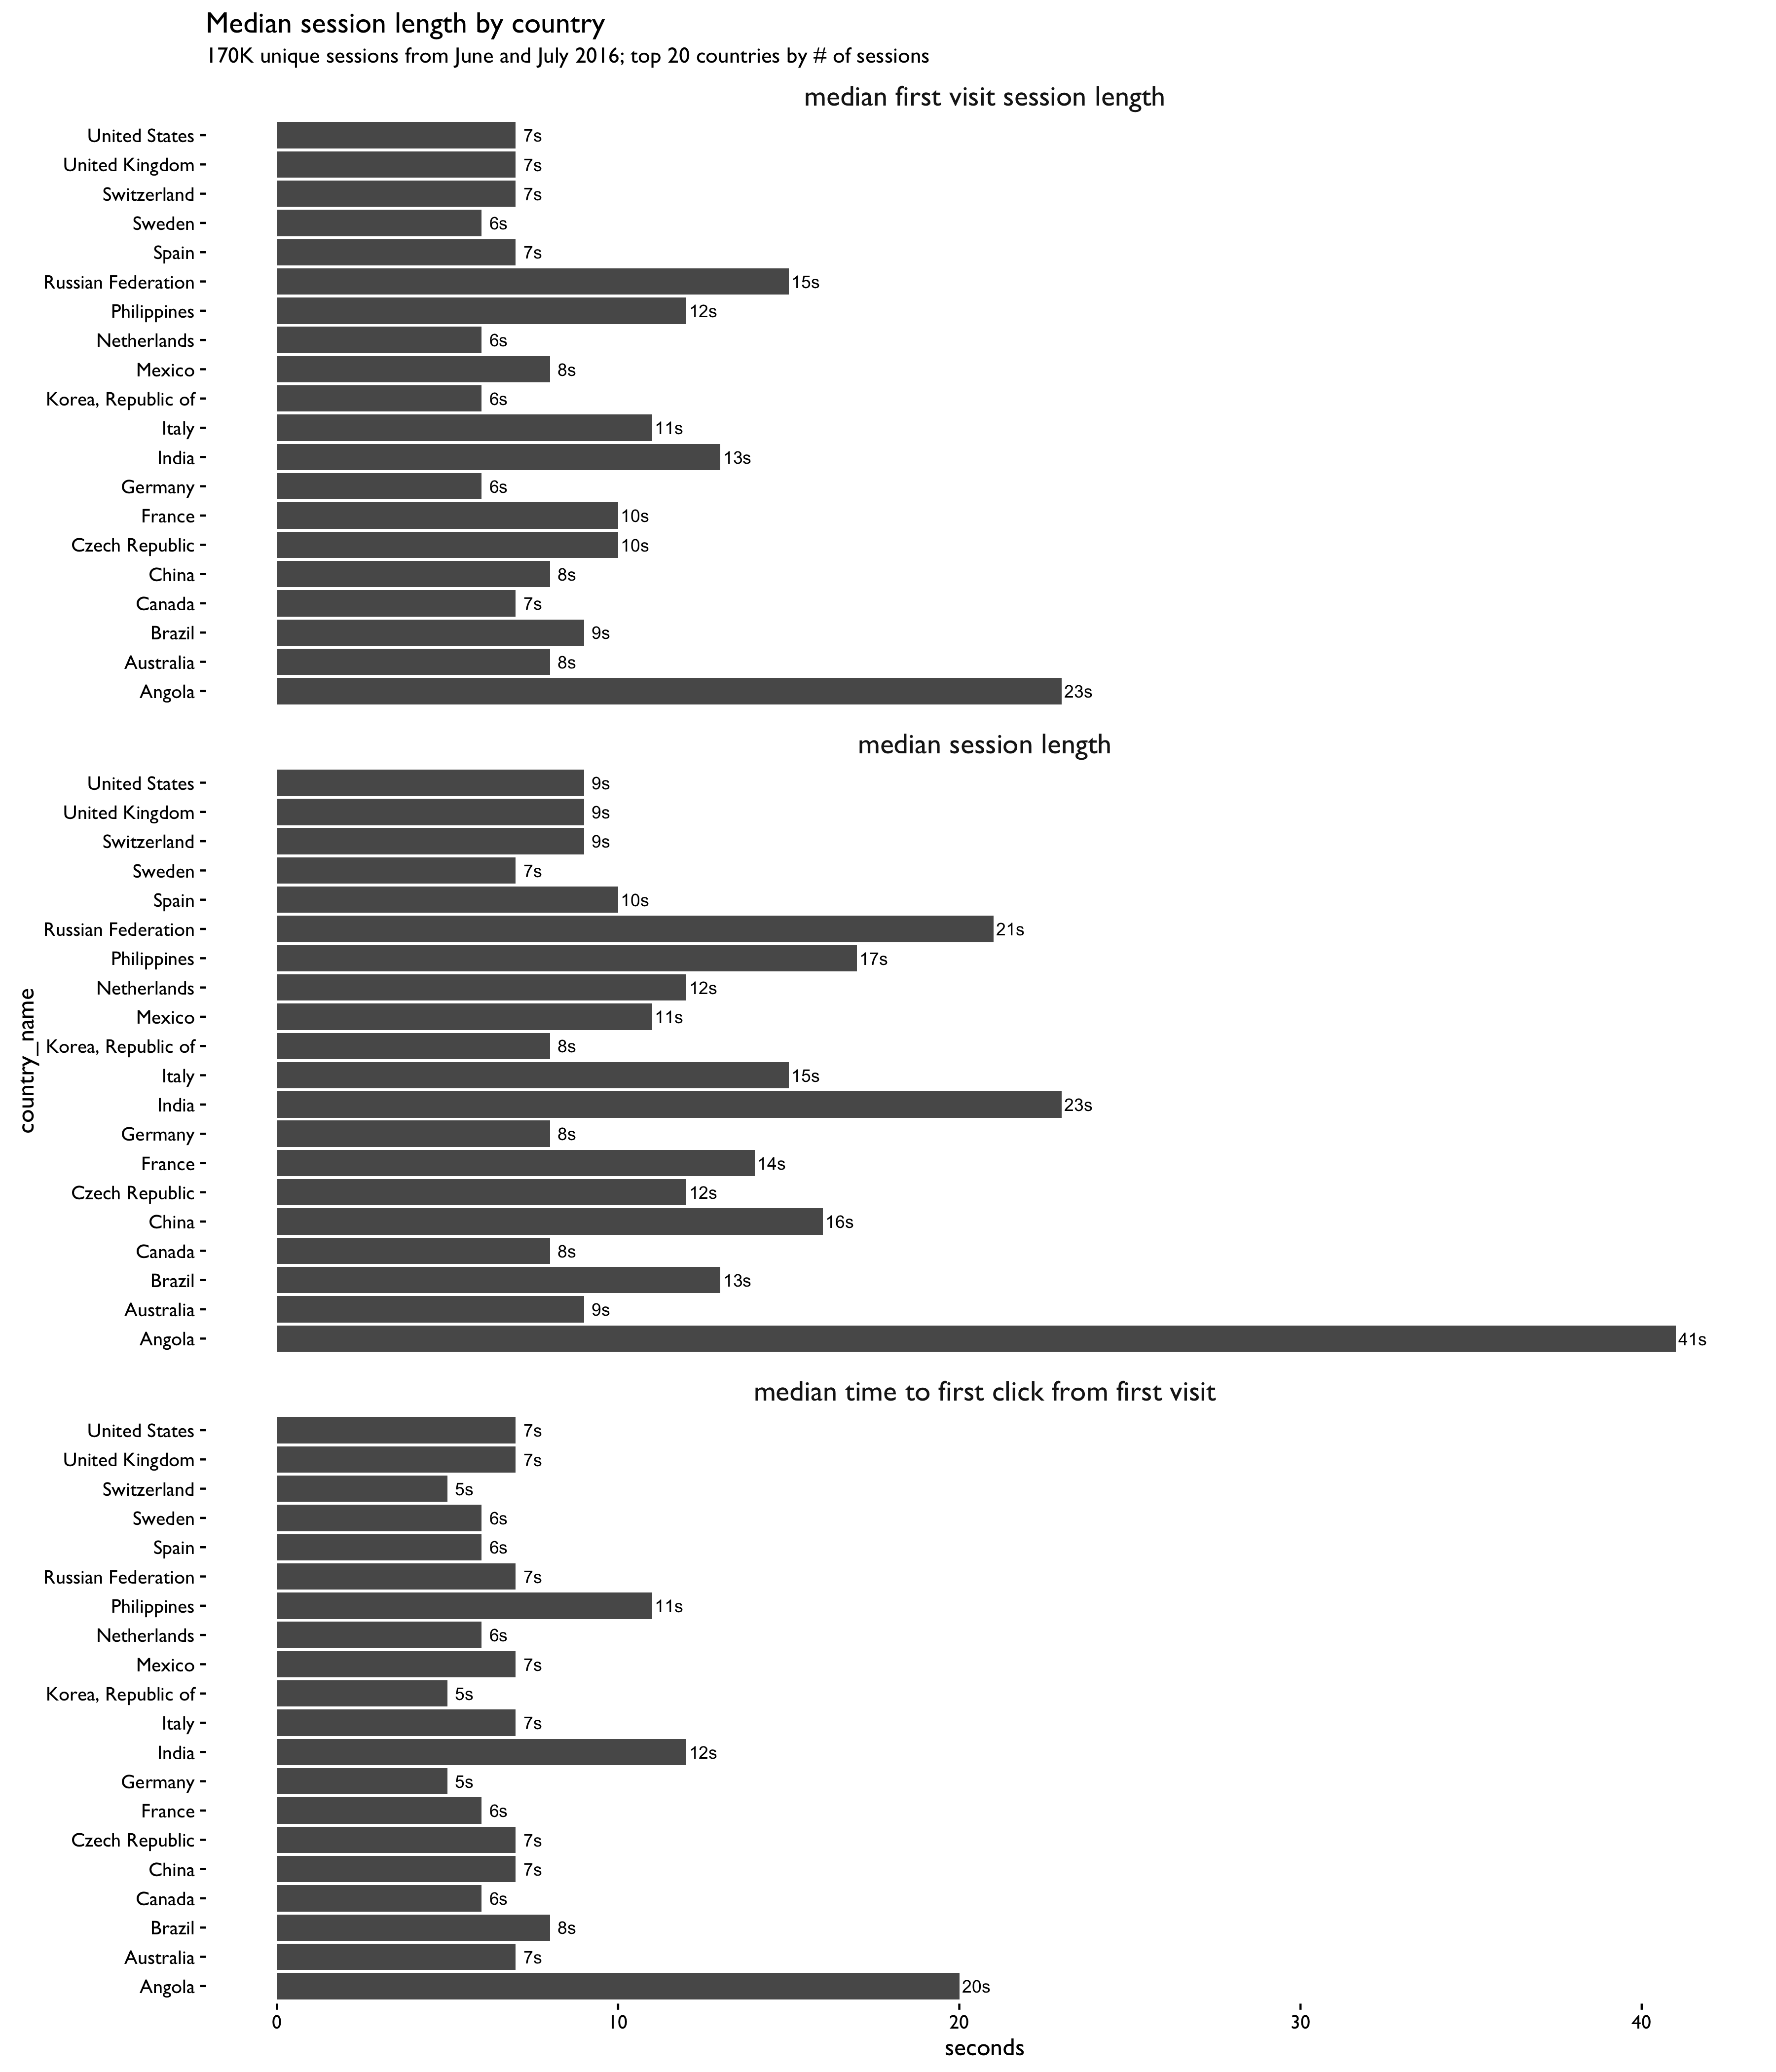 Median session length by country
170K unique sessions from June and July 2016; top 20 countries by # of sessions
median first visit session length
United States 7s
United Kingdom 7s
Switzerland 7s
Sweden 6s
Spain 7s
Russian Federation 15s
Philippines 12s
Netherlands 6s
Mexico 8s
Korea, Republic of 6s
Italy 11s
India 13s
Germany 6s
France 10s
Czech Republic 10s
China 8s
Canada 7s
Brazil 9s
Australia 8s
Angola 23s
median session length
United States 9s
United Kingdom 9s
Switzerland 9s
Sweden 7s
Spain 10s
Russian Federation 21s
Philippines 17s
Netherlands 12s
Mexico 11s
Korea, Republic of 8s
Italy 15s
India 23s
Germany 8s
France 14s
Czech Republic 12s
China 16s
Canada 8s
Brazil 13s
Australia 9s
Angola 41s
country_name
median time to first click from first visit
United States 7s
United Kingdom 7s
Switzerland 5s
Sweden 6s
Spain 6s
Russian Federation 7s
Philippines 11s
Netherlands 6s
Mexico 7s
Korea, Republic of 5s
Italy 7s
India 12s
Germany 5s
France 6s
Czech Republic 7s
China 7s
Canada 6s
Brazil 8s
Australia 7s
Angola 20s
0 10 20 30 40
seconds